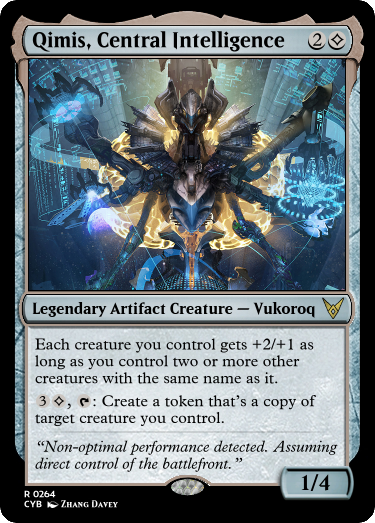 Qimis, Central Intelligence 2
Legendary Artifact Creature — Vukoroq
Each creature you control gets +2/+1 as
long as you control two or more other
creatures with the same name as it.
3 , : Create a token that's a copy of
target creature you control.
“Non-optimal performance detected. Assuming
direct control of the battlefront.”
1/4
R 0264
CYB Zhang Davey